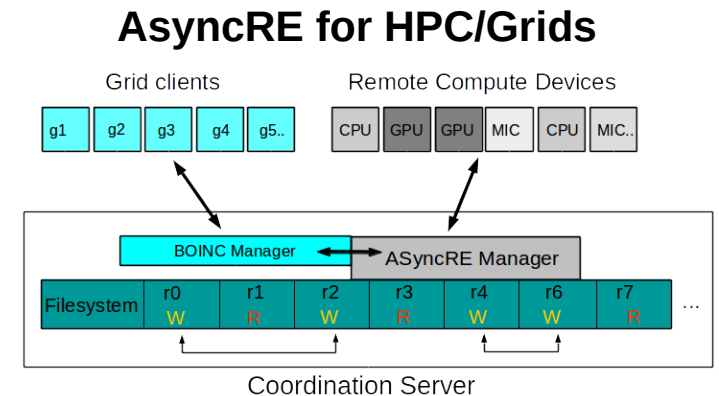 AsyncRE for HPC/Grids
Grid clients
Remote Compute Devices
g1 g2 g3 g4 g5..
CPU GPU GPU MIC CPU MIC..
BOINC Manager
ASyncRE Manager
Filesystem r0 r1 r2 r3 r4 r6 r7 ...
W R W R W W R
Coordination Server